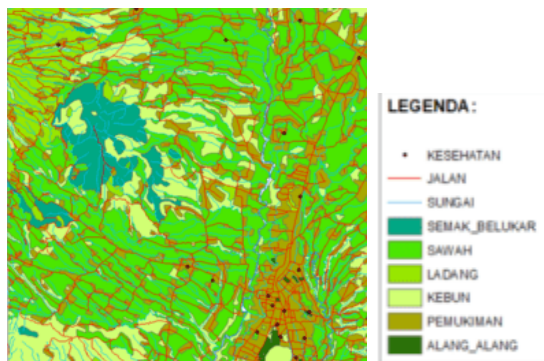 LEGENDA:
KESEHATAN
JALAN
SUNGAI
SEMAK_BELUKAR
SAWAH
LADANG
KEBUN
PEMUKIMAN
ALANG_ALANG